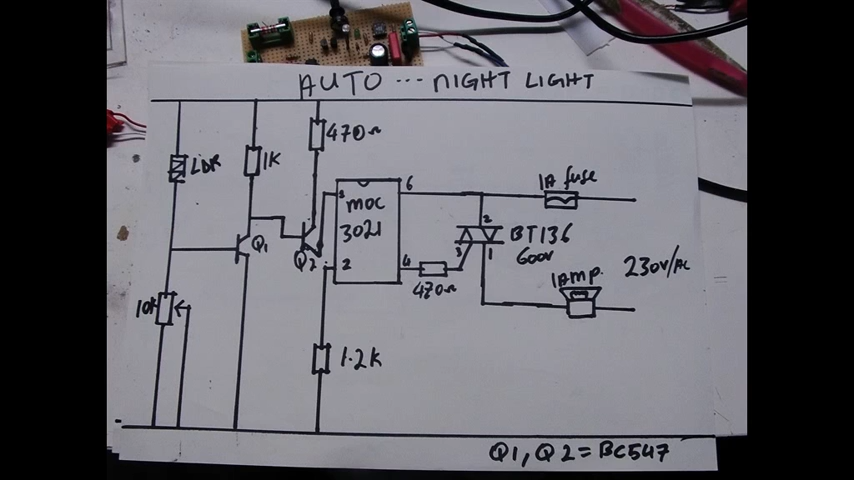 AUTO ... NIGHT LIGHT
470Ω
LDR
1K
1A fuse
1
6
MOC
3021
2
BT136
600V
Q1
Q2
2
4
3
1
470Ω
1Amp.
230V/AC
10K
1.2K
Q1, Q2 = BC547